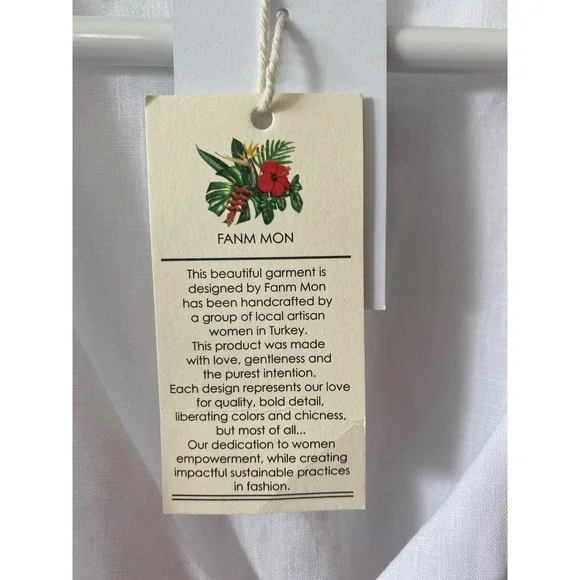 FANM MON
This beautiful garment is
designed by Fanm Mon
has been handcrafted by
a group of local artisan
women in Turkey.
This product was made
with love, gentleness and
the purest intention.
Each design represents our love
for quality, bold detail,
liberating colors and chicness,
but most of all...
Our dedication to women
empowerment, while creating
impactful sustainable practices
in fashion.